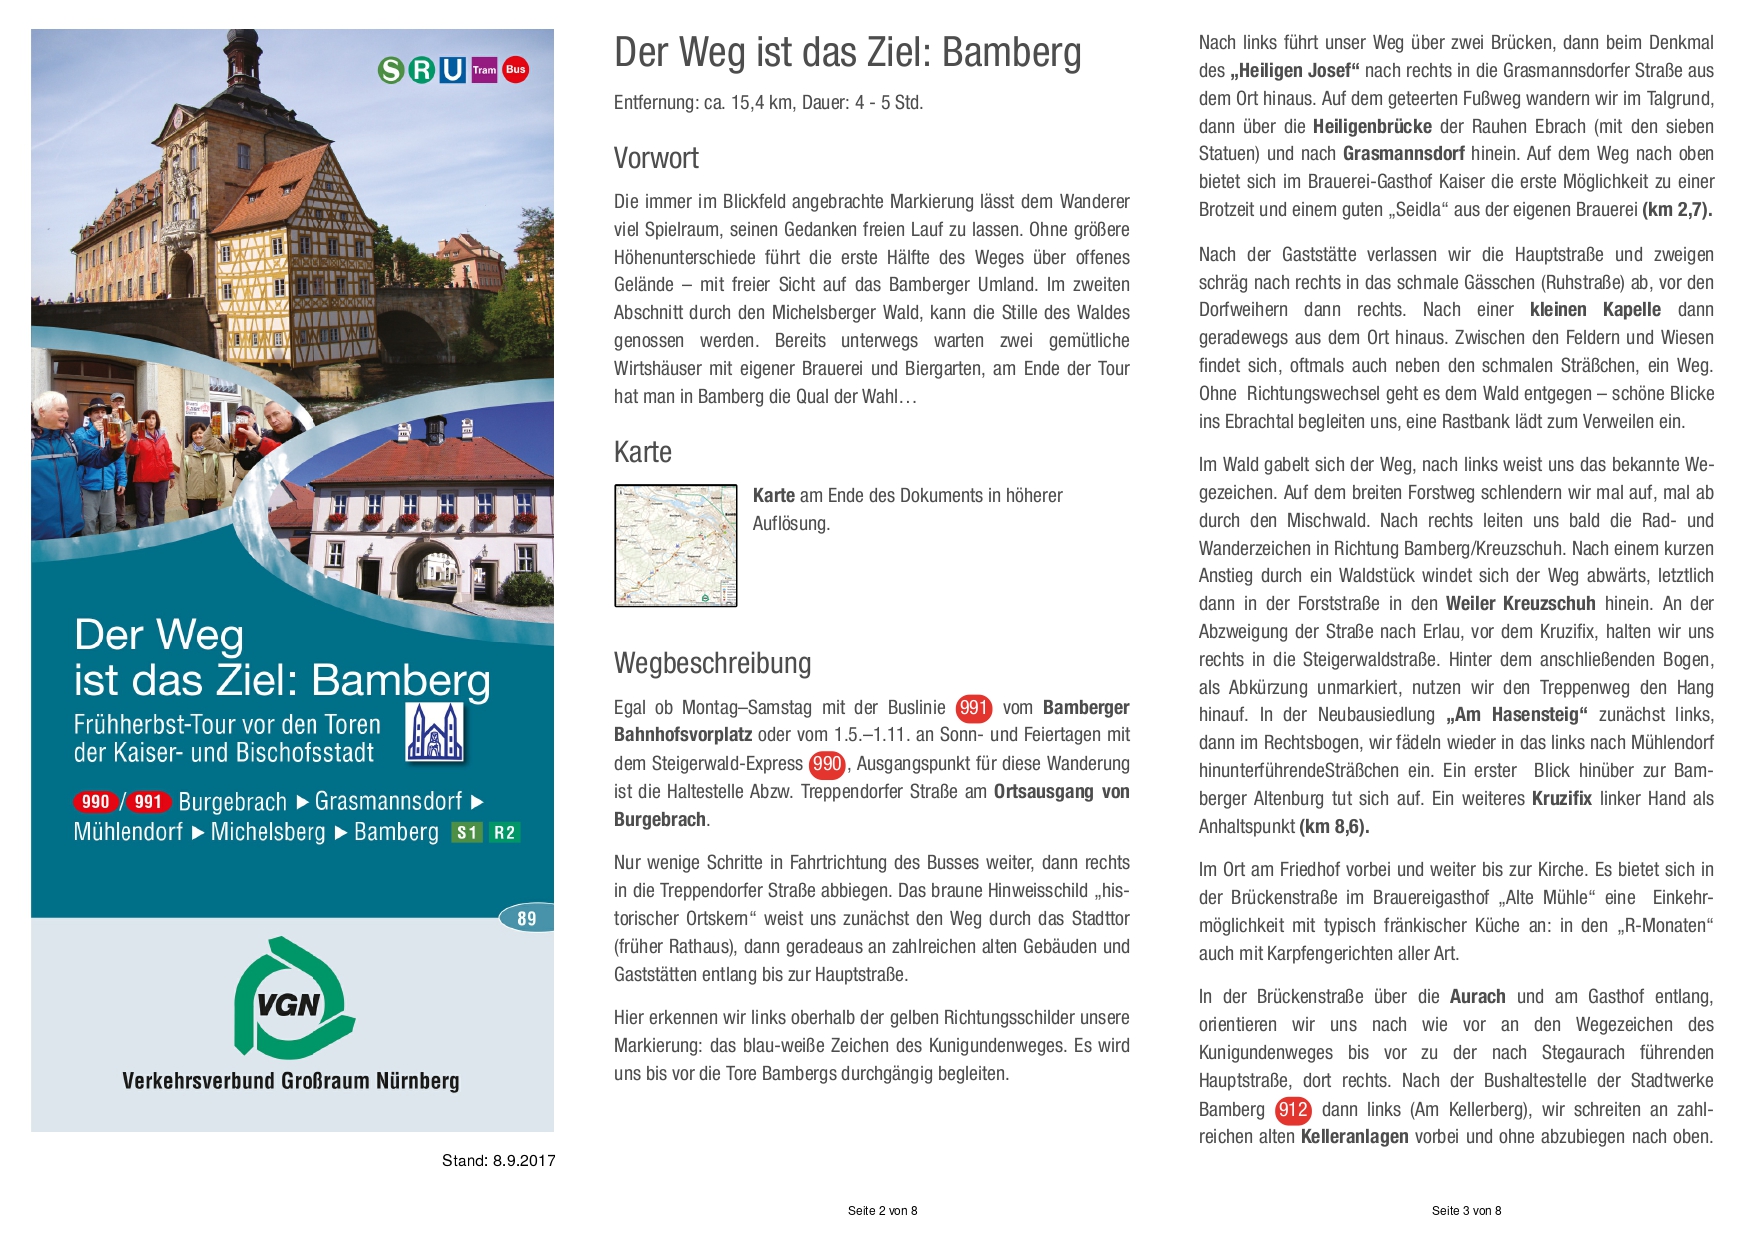 S R U Tram Bus
Der Weg
ist das Ziel: Bamberg
Frühherbst-Tour vor den Toren
der Kaiser- und Bischofsstadt
990 / 991 Burgebrach ▶ Grasmannsdorf ▶
Mühlendorf ▶ Michelsberg ▶ Bamberg S1 R2
89
VGN
Verkehrsverbund Großraum Nürnberg
Stand: 8.9.2017
Der Weg ist das Ziel: Bamberg
Entfernung: ca. 15,4 km, Dauer: 4 - 5 Std.
Vorwort
Die immer im Blickfeld angebrachte Markierung lässt dem Wanderer
viel Spielraum, seinen Gedanken freien Lauf zu lassen. Ohne größere
Höhenunterschiede führt die erste Hälfte des Weges über offenes
Gelände – mit freier Sicht auf das Bamberger Umland. Im zweiten
Abschnitt durch den Michelsberger Wald, kann die Stille des Waldes
genossen werden. Bereits unterwegs warten zwei gemütliche
Wirtshäuser mit eigener Brauerei und Biergarten, am Ende der Tour
hat man in Bamberg die Qual der Wahl…
Karte
Karte am Ende des Dokuments in höherer
Auflösung.
Wegbeschreibung
Egal ob Montag–Samstag mit der Buslinie 991 vom Bamberger
Bahnhofsvorplatz oder vom 1.5.–1.11. an Sonn- und Feiertagen mit
dem Steigerwald-Express 990, Ausgangspunkt für diese Wanderung
ist die Haltestelle Abzw. Treppendorfer Straße am Ortsausgang von
Burgebrach.
Nur wenige Schritte in Fahrtrichtung des Busses weiter, dann rechts
in die Treppendorfer Straße abbiegen. Das braune Hinweisschild „his-
torischer Ortskern“ weist uns zunächst den Weg durch das Stadttor
(früher Rathaus), dann geradeaus an zahlreichen alten Gebäuden und
Gaststätten entlang bis zur Hauptstraße.
Hier erkennen wir links oberhalb der gelben Richtungsschilder unsere
Markierung: das blau-weiße Zeichen des Kunigundenweges. Es wird
uns bis vor die Tore Bambergs durchgängig begleiten.
Seite 2 von 8
Nach links führt unser Weg über zwei Brücken, dann beim Denkmal
des „Heiligen Josef“ nach rechts in die Grasmannsdorfer Straße aus
dem Ort hinaus. Auf dem geteerten Fußweg wandern wir im Talgrund,
dann über die Heiligenbrücke der Rauhen Ebrach (mit den sieben
Statuen) und nach Grasmannsdorf hinein. Auf dem Weg nach oben
bietet sich im Brauerei-Gasthof Kaiser die erste Möglichkeit zu einer
Brotzeit und einem guten „Seidla“ aus der eigenen Brauerei (km 2,7).
Nach der Gaststätte verlassen wir die Hauptstraße und zweigen
schräg nach rechts in das schmale Gässchen (Ruhstraße) ab, vor den
Dorfweihern dann rechts. Nach einer kleinen Kapelle dann
geradewegs aus dem Ort hinaus. Zwischen den Feldern und Wiesen
findet sich, oftmals auch neben den schmalen Sträßchen, ein Weg.
Ohne Richtungswechsel geht es dem Wald entgegen – schöne Blicke
ins Ebrachtal begleiten uns, eine Rastbank lädt zum Verweilen ein.
Im Wald gabelt sich der Weg, nach links weist uns das bekannte We-
gezeichen. Auf dem breiten Forstweg schlendern wir mal auf, mal ab
durch den Mischwald. Nach rechts leiten uns bald die Rad- und
Wanderzeichen in Richtung Bamberg/Kreuzschuh. Nach einem kurzen
Anstieg durch ein Waldstück windet sich der Weg abwärts, letztlich
dann in der Forststraße in den Weiler Kreuzschuh hinein. An der
Abzweigung der Straße nach Erlau, vor dem Kruzifix, halten wir uns
rechts in die Steigerwaldstraße. Hinter dem anschließenden Bogen,
als Abkürzung unmarkiert, nutzen wir den Treppenweg den Hang
hinauf. In der Neubausiedlung „Am Hasensteig“ zunächst links,
dann im Rechtsbogen, wir fädeln wieder in das links nach Mühlendorf
hinunterführendeSträßchen ein. Ein erster Blick hinüber zur Bam-
berger Altenburg tut sich auf. Ein weiteres Kruzifix linker Hand als
Anhaltspunkt (km 8,6).
Im Ort am Friedhof vorbei und weiter bis zur Kirche. Es bietet sich in
der Brückenstraße im Brauereigasthof „Alte Mühle“ eine Einkehr-
möglichkeit mit typisch fränkischer Küche an: in den „R-Monaten“
auch mit Karpfengerichten aller Art.
In der Brückenstraße über die Aurach und am Gasthof entlang,
orientieren wir uns nach wie vor an den Wegezeichen des
Kunigundenweges bis vor zu der nach Stegaurach führenden
Hauptstraße, dort rechts. Nach der Bushaltestelle der Stadtwerke
Bamberg 912 dann links (Am Kellerberg), wir schreiten an zahl-
reichen alten Kelleranlagen vorbei und ohne abzubiegen nach oben.
Seite 3 von 8